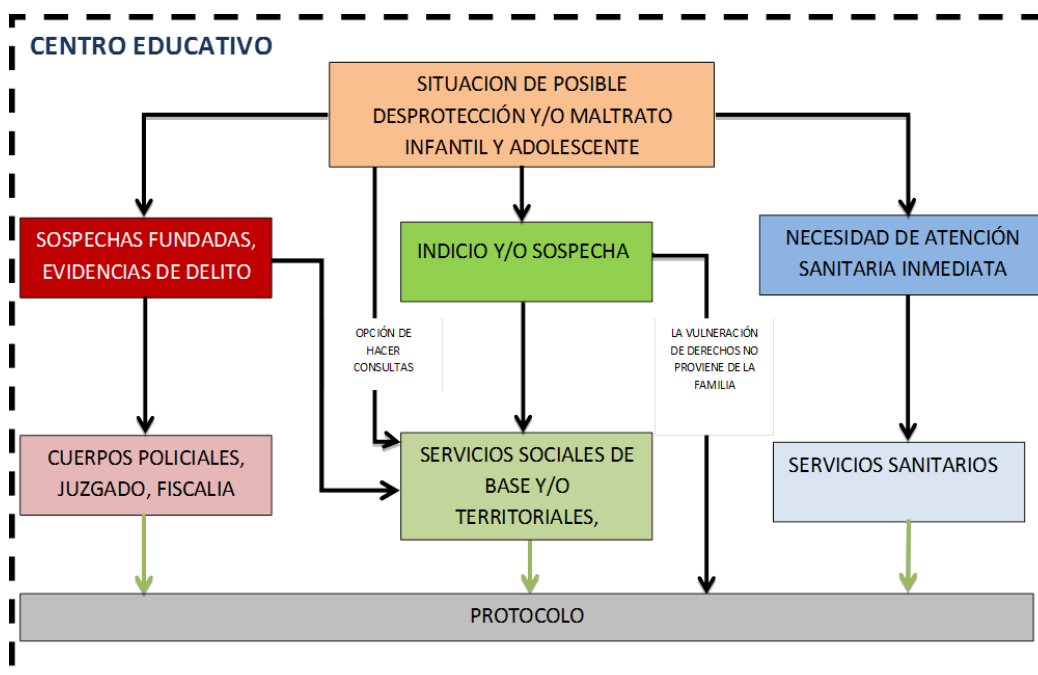 CENTRO EDUCATIVO
SITUACION DE POSIBLE
DESPROTECCIÓN Y/O MALTRATO
INFANTIL Y ADOLESCENTE
SOSPECHAS FUNDADAS,
EVIDENCIAS DE DELITO
INDICIO Y/O SOSPECHA
NECESIDAD DE ATENCIÓN
SANITARIA INMEDIATA
OPCIÓN DE
HACER
CONSULTAS
LA VULNERACIÓN
DE DERECHOS NO
PROVIENE DE LA
FAMILIA
CUERPOS POLICIALES,
JUZGADO, FISCALIA
SERVICIOS SOCIALES DE
BASE Y/O
TERRITORIALES,
SERVICIOS SANITARIOS
PROTOCOLO